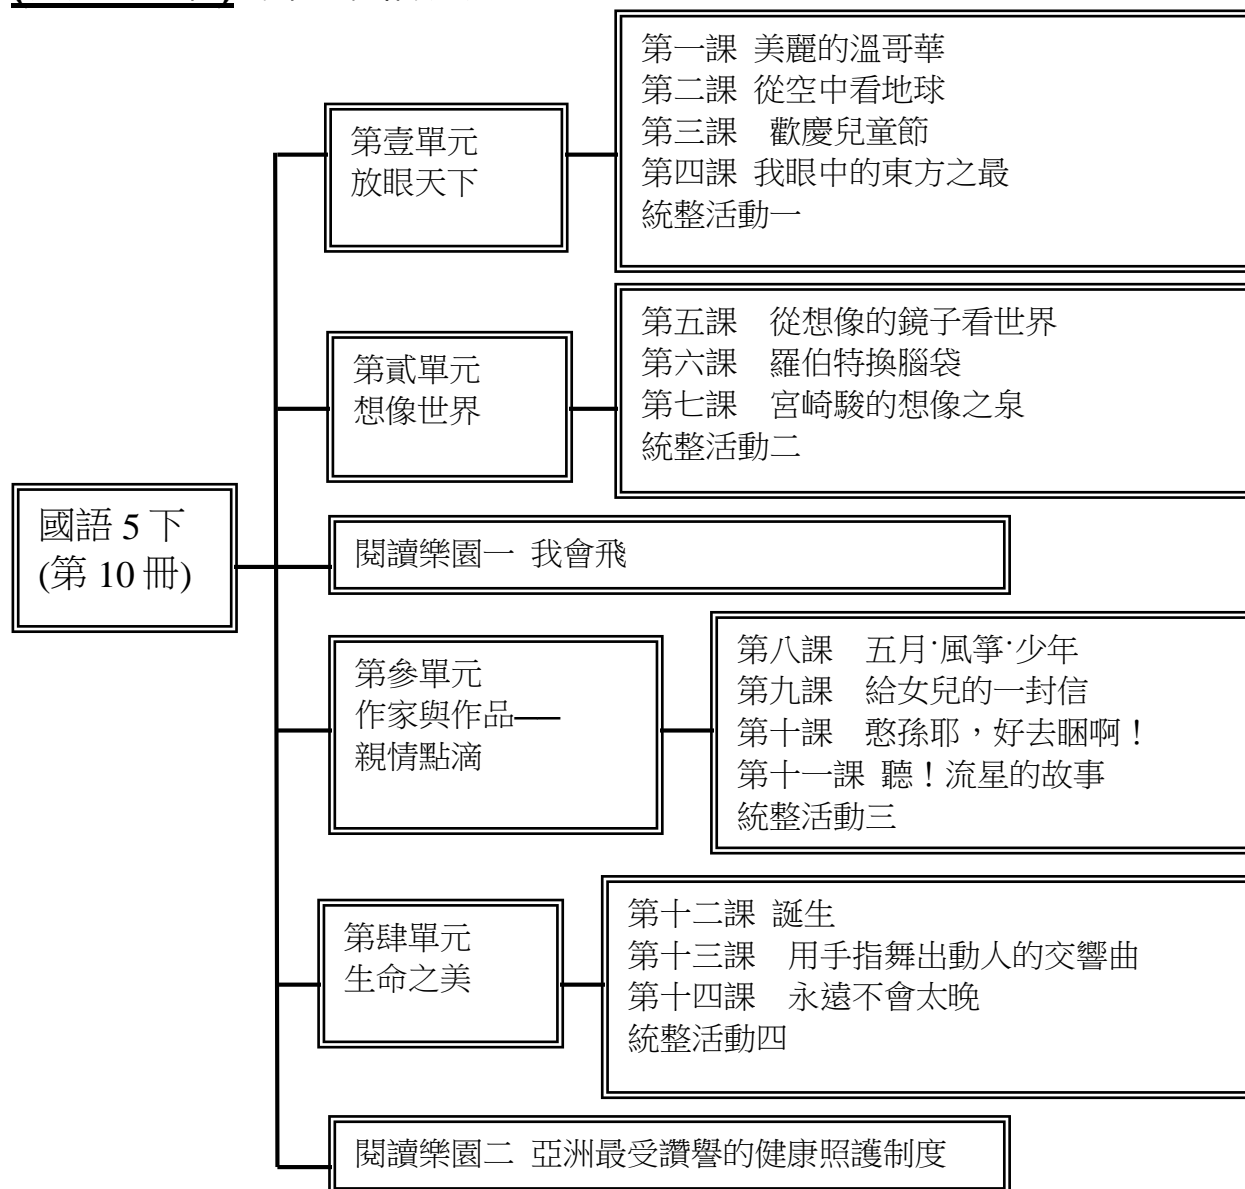 第一課 美麗的溫哥華
第二課 從空中看地球
第三課 歡慶兒童節
第四課 我眼中的東方之最
統整活動一
第壹單元
放眼天下
第五課 從想像的鏡子看世界
第六課 羅伯特換腦袋
第七課 宮崎駿的想像之泉
統整活動二
第貳單元
想像世界
國語 5 下
(第 10 冊)
閱讀樂園一 我會飛
第參單元
作家與作品──
親情點滴
第八課 五月‧風箏‧少年
第九課 給女兒的一封信
第十課 憨孫耶，好去睏啊！
第十一課 聽！流星的故事
統整活動三
第肆單元
生命之美
第十二課 誕生
第十三課 用手指舞出動人的交響曲
第十四課 永遠不會太晚
統整活動四
閱讀樂園二 亞洲最受讚譽的健康照護制度